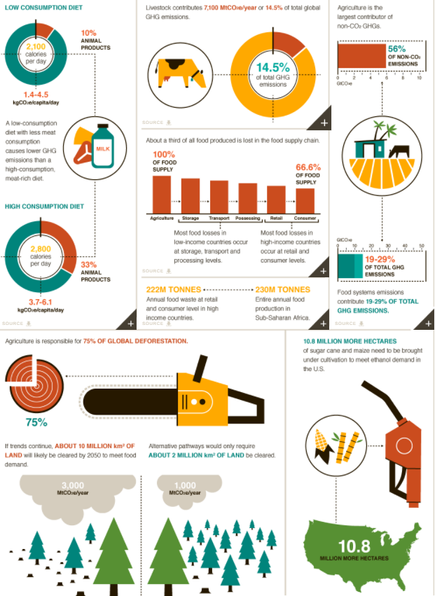 LOW CONSUMPTION DIET
2,100
calories
per day
10%
ANIMAL
PRODUCTS
1.4-4.5
kgCO₂e/capita/day
A low-consumption
diet with less meat
consumption
causes lower GHG
emissions than a
high-consumption,
meat-rich diet.
MILK
HIGH CONSUMPTION DIET
2,800
calories
per day
33%
ANIMAL
PRODUCTS
3.7-6.1
kgCO₂e/capita/day
SOURCE
+
Livestock contributes 7,100 MtCO₂e/year or 14.5% of total global
GHG emissions.
14.5%
of total GHG
emissions
SOURCE
+
About a third of all food produced is lost in the food supply chain.
100%
OF FOOD
SUPPLY
66.6%
OF FOOD
SUPPLY
Agriculture Storage Transport Processing Retail Consumer
Most food losses in
low-income countries occur
at storage, transport and
processing levels.
Most food losses in
high-income countries
occur at retail and
consumer levels.
+
222M TONNES
Annual food waste at retail
and consumer level in high
income countries.
230M TONNES
Entire annual food
production in
Sub-Saharan Africa.
SOURCE
+
Agriculture is the
largest contributor of
non-CO₂ GHGs.
56%
OF NON-CO₂
EMISSIONS
0
10
GtCO₂e
GtCO₂e
0 10 20 30 40 50
19-29%
OF TOTAL GHG
EMISSIONS
Food systems emissions
contribute 19-29% OF TOTAL
GHG EMISSIONS.
SOURCE
+
Agriculture is responsible for 75% OF GLOBAL DEFORESTATION.
75%
If trends continue, ABOUT 10 MILLION km² OF
LAND will likely be cleared by 2050 to meet food
demand.
Alternative pathways would only require
ABOUT 2 MILLION km² OF LAND be cleared.
3,000
MtCO₂e/year
1,000
MtCO₂e/year
10.8 MILLION MORE HECTARES
of sugar cane and maize need to be brought
under cultivation to meet ethanol demand in
the U.S.
10.8
MILLION MORE HECTARES